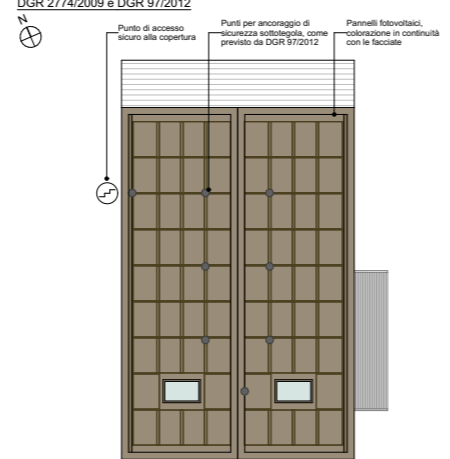 DGR 2774/2009 e DGR 97/2012
N
Punto di accesso
sicuro alla copertura
Punti per ancoraggio di
sicurezza sottotegola, come
previsto da DGR 97/2012
Pannelli fotovoltaici,
colorazione in continuità
con le facciate